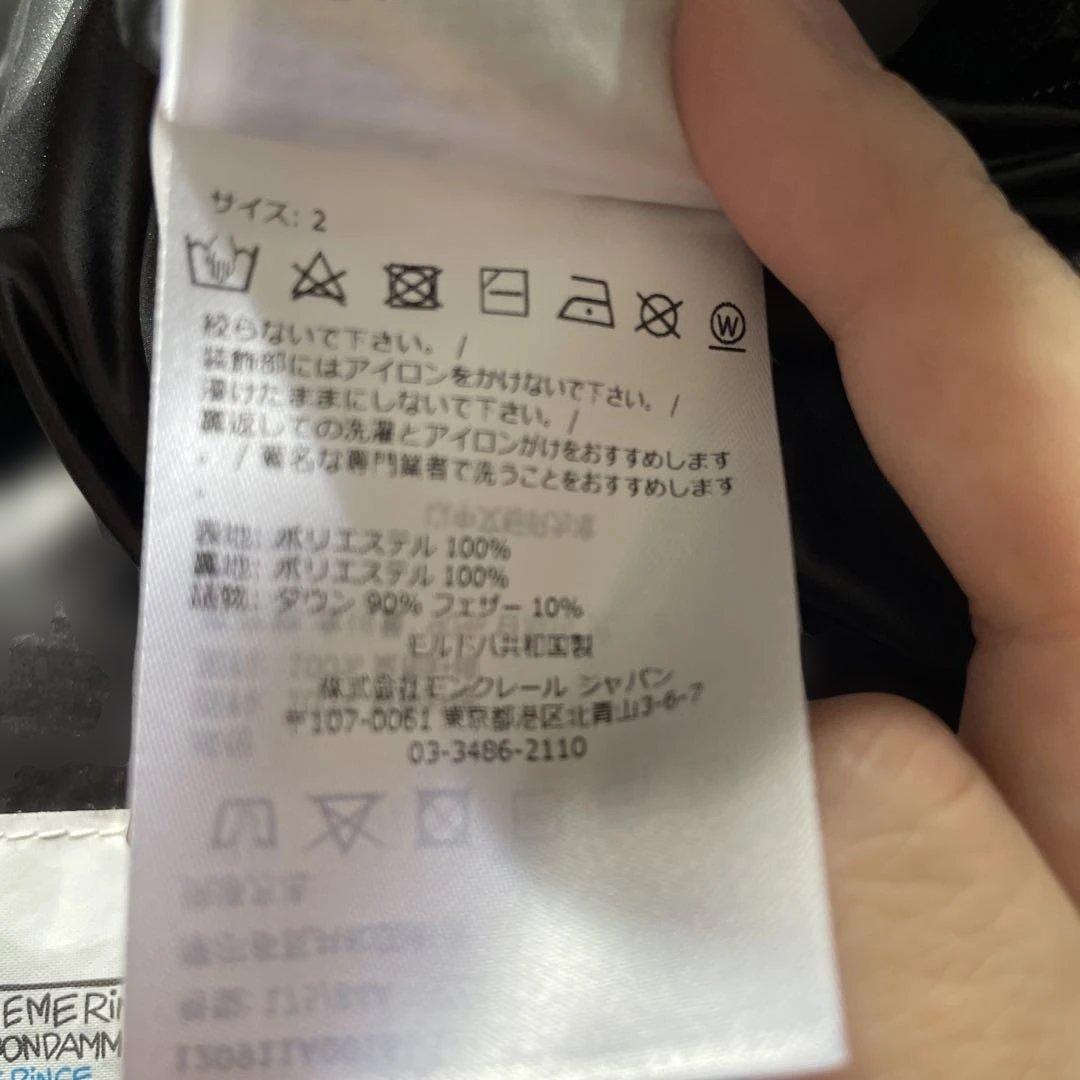 サイズ: 2
W
絞らないで下さい。 /
装飾部にはアイロンをかけないで下さい。 /
漬けたままにしないで下さい。 /
裏返しての洗濯とアイロンがけをおすすめします
。 / 著名な専門業者で洗うことをおすすめします
。
表地: ポリエステル 100%
裏地: ポリエステル 100%
詰物: ダウン 90% フェザー 10%
モルドバ共和国製
株式会社モンクレール ジャパン
〒107-0061 東京都港区北青山3-6-7
03-3486-2110
EMERi
ONDAMM